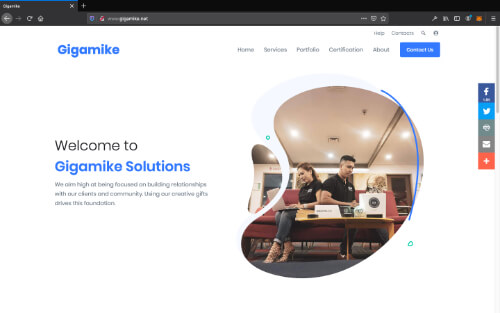 Gigamike
www.gigamike.net
Help Contacts
Gigamike
Home Services Portfolio Certification About Contact Us
Welcome to
Gigamike Solutions
We aim high at being focused on building relationships
with our clients and community. Using our creative gifts
drives this foundation.